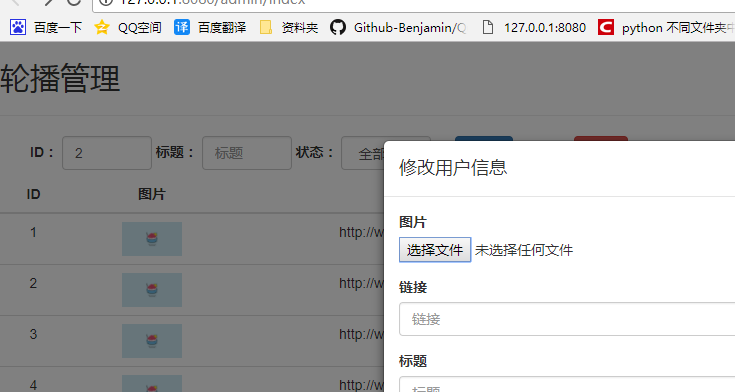 127.0.0.1:8080/admin/index
百度一下 QQ空间 译 百度翻译 资料夹 Github-Benjamin/Q 127.0.0.1:8080 C python 不同文件夹中
轮播管理
ID： 2 标题： 标题 状态： 全部
修改用户信息
ID 图片
图片
1 http://w
选择文件 未选择任何文件
2 http://w
链接
链接
3 http://w
标题
4 http://w
标题